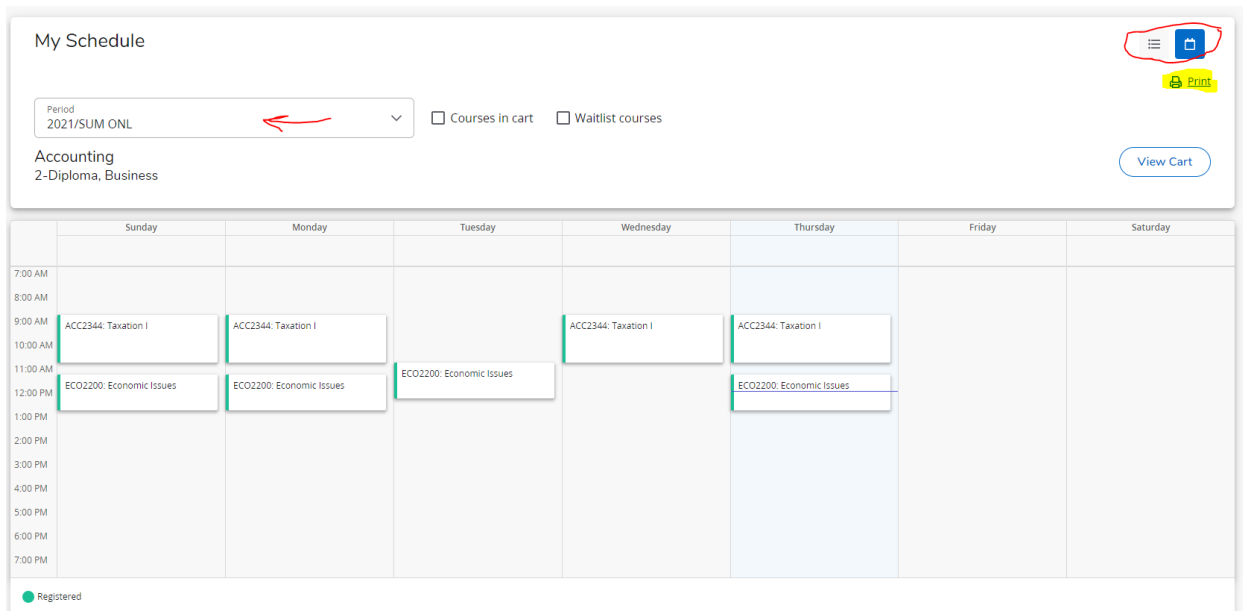 My Schedule
Print
Period
2021/SUM ONL
Courses in cart
Waitlist courses
Accounting
2-Diploma, Business
View Cart
Sunday Monday Tuesday Wednesday Thursday Friday Saturday
7:00 AM
8:00 AM
9:00 AM
ACC2344: Taxation I ACC2344: Taxation I ACC2344: Taxation I ACC2344: Taxation I
10:00 AM
11:00 AM
ECO2200: Economic Issues
ECO2200: Economic Issues ECO2200: Economic Issues ECO2200: Economic Issues
12:00 PM
1:00 PM
2:00 PM
3:00 PM
4:00 PM
5:00 PM
6:00 PM
7:00 PM
Registered